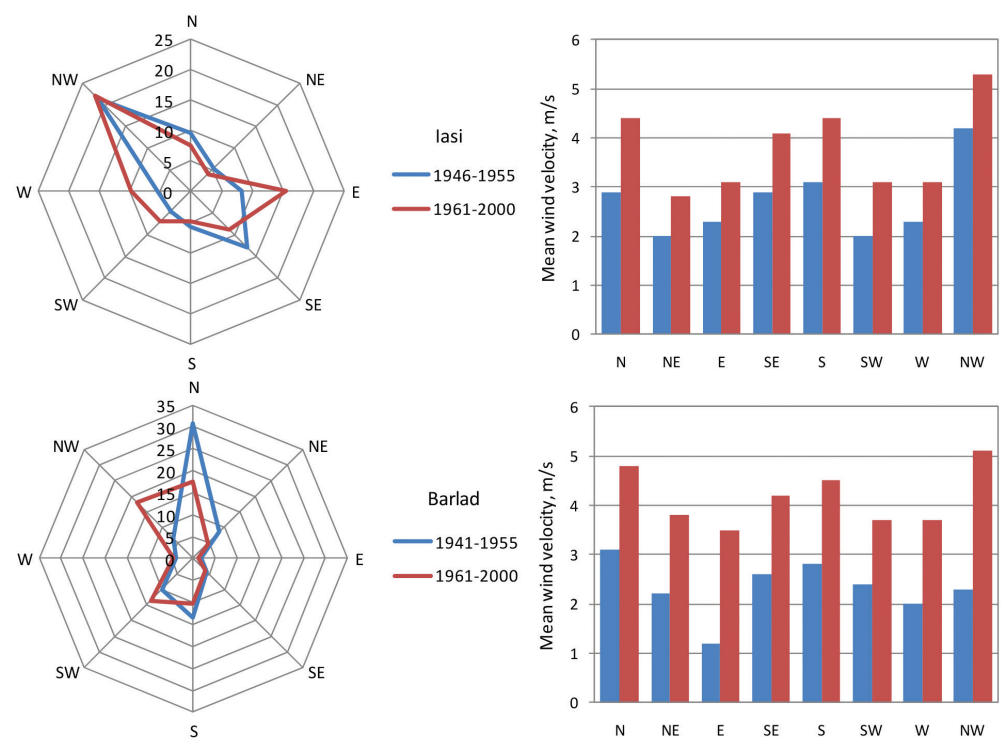 N
25
20
15
10
5
0
NE
E
SE
S
SW
W
NW
Iasi
1946-1955
1961-2000
Mean wind velocity, m/s
6
5
4
3
2
1
0
N NE E SE S SW W NW
N
35
30
25
20
15
10
5
0
NE
E
SE
S
SW
W
NW
Barlad
1941-1955
1961-2000
Mean wind velocity, m/s
6
5
4
3
2
1
0
N NE E SE S SW W NW